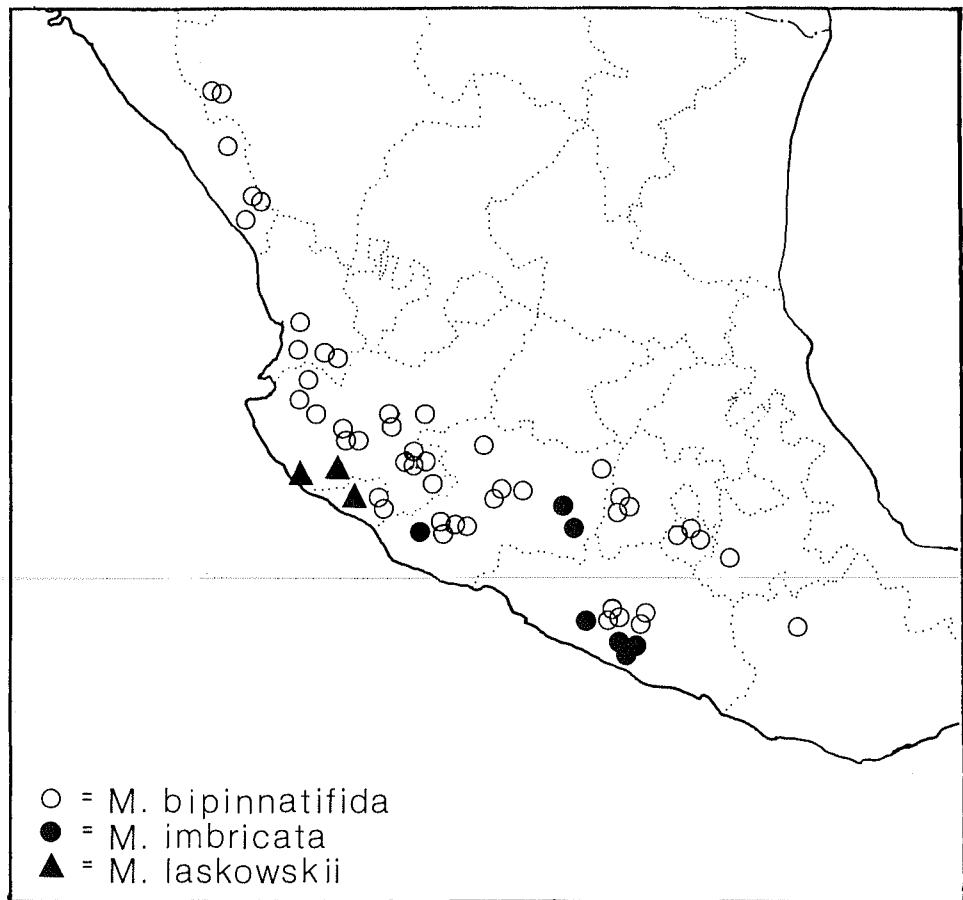 ○ = M. bipinnatifida
● = M. imbricata
▲ = M. laskowskii